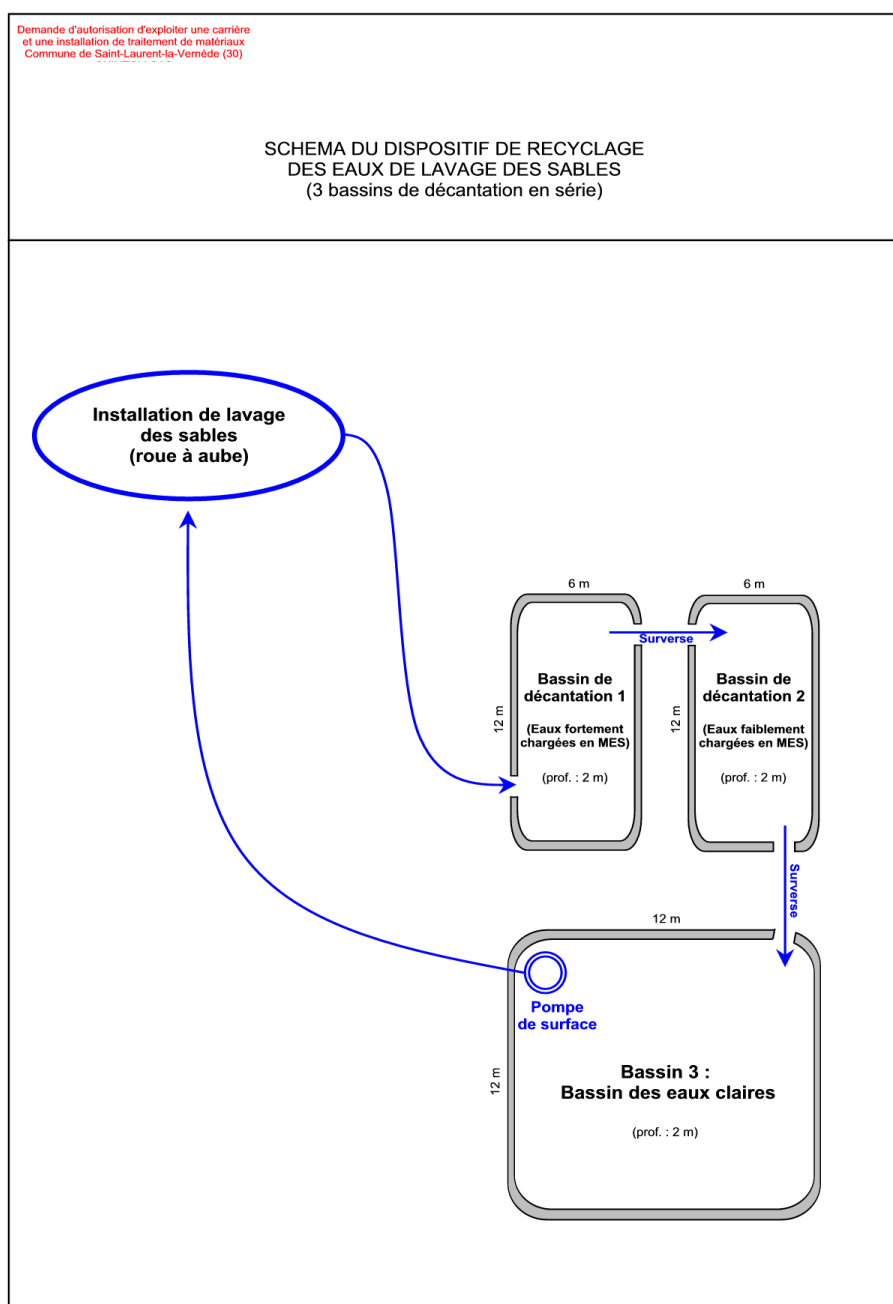 Demande d'autorisation d'exploiter une carrière
et une installation de traitement de matériaux
Commune de Saint-Laurent-la-Vernède (30)
SCHEMA DU DISPOSITIF DE RECYCLAGE
DES EAUX DE LAVAGE DES SABLES
(3 bassins de décantation en série)
Installation de lavage
des sables
(roue à aube)
6 m
6 m
Surverse
12 m
Bassin de
décantation 1
(Eaux fortement
chargées en MES)
(prof. : 2 m)
12 m
Bassin de
décantation 2
(Eaux faiblement
chargées en MES)
(prof. : 2 m)
Surverse
12 m
Pompe
de surface
12 m
Bassin 3 :
Bassin des eaux claires
(prof. : 2 m)